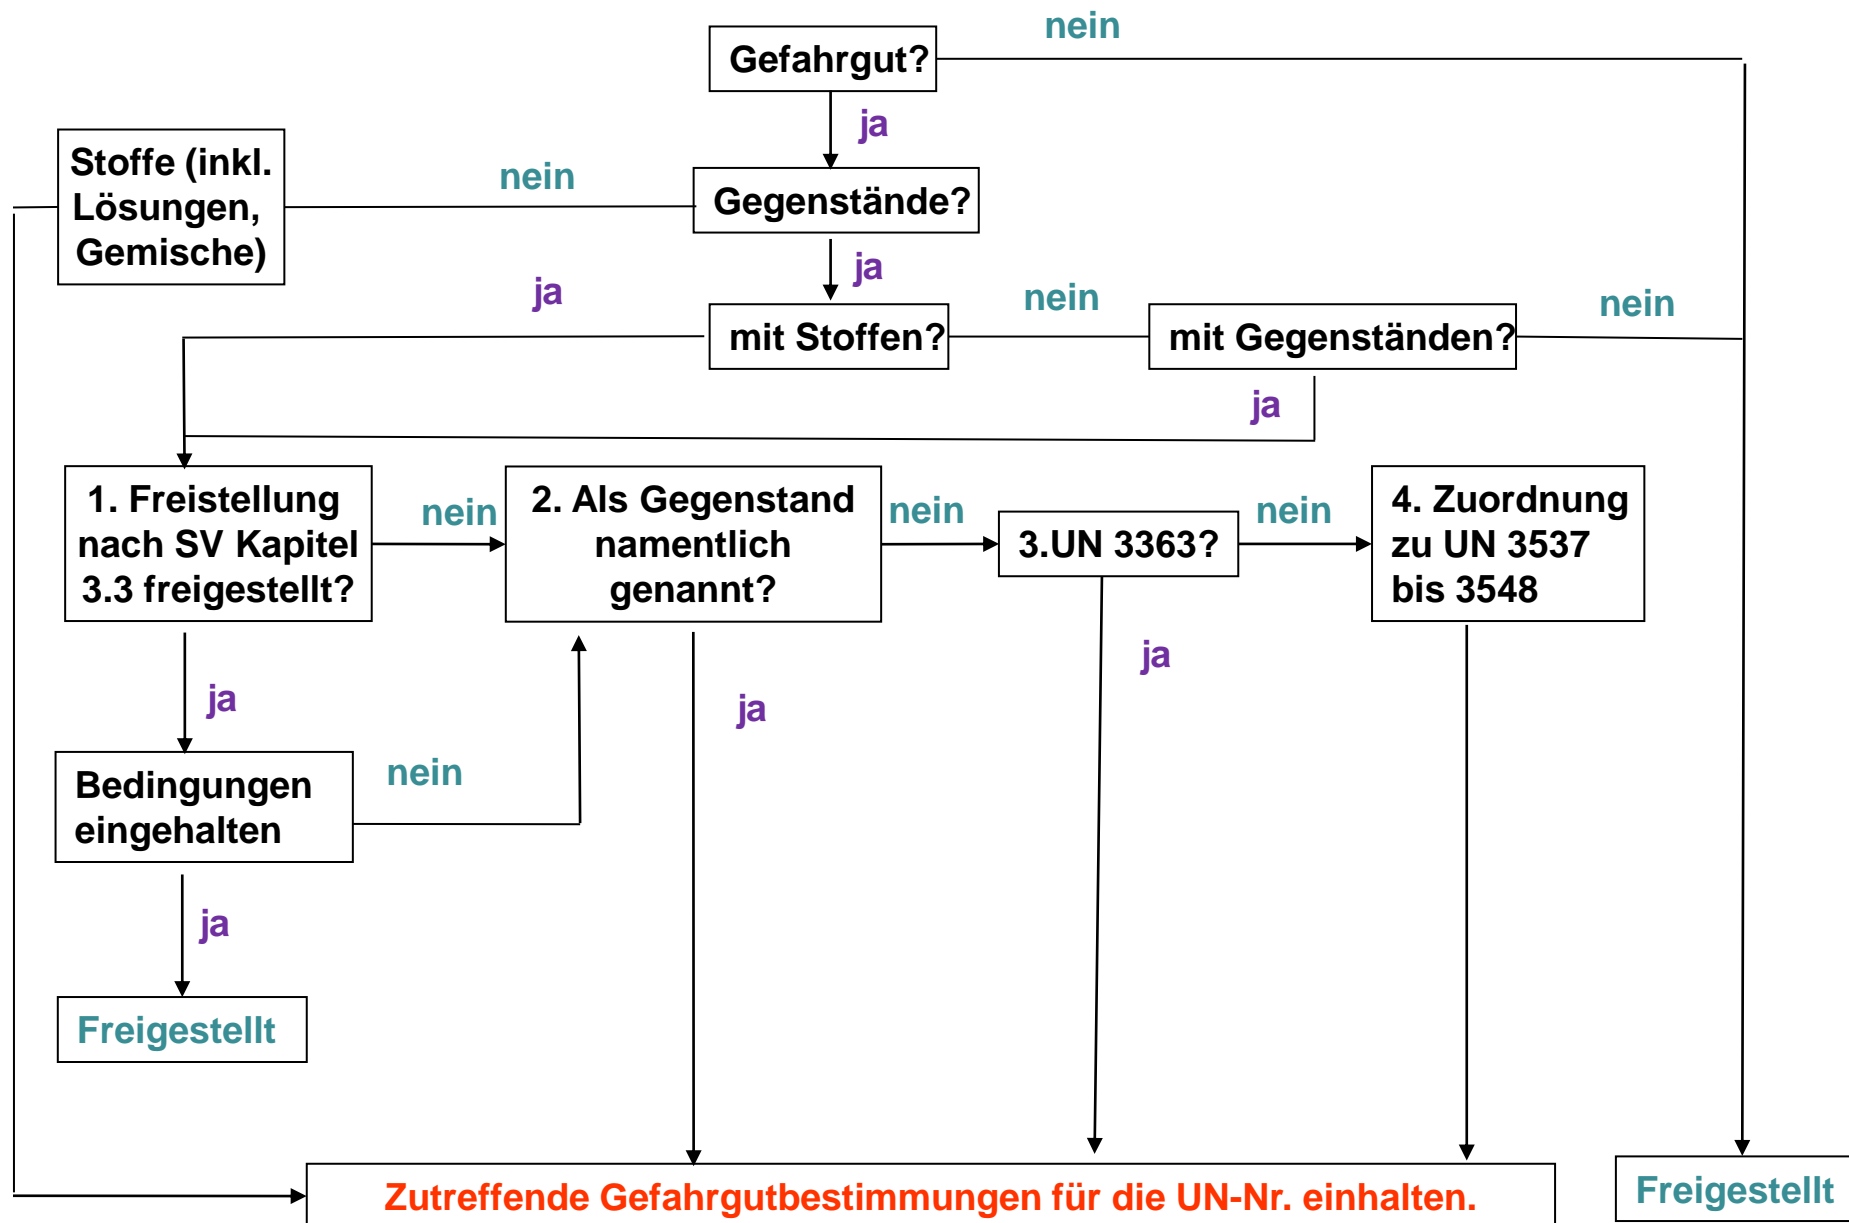 nein
Gefahrgut?
ja
Stoffe (inkl.
Lösungen,
Gemische)
nein
Gegenstände?
ja
ja
mit Stoffen?
nein
mit Gegenständen?
nein
ja
1. Freistellung
nach SV Kapitel
3.3 freigestellt?
nein
2. Als Gegenstand
namentlich
genannt?
nein
3.UN 3363?
nein
4. Zuordnung
zu UN 3537
bis 3548
ja
ja
ja
Bedingungen
eingehalten
nein
ja
Freigestellt
Zutreffende Gefahrgutbestimmungen für die UN-Nr. einhalten.
Freigestellt